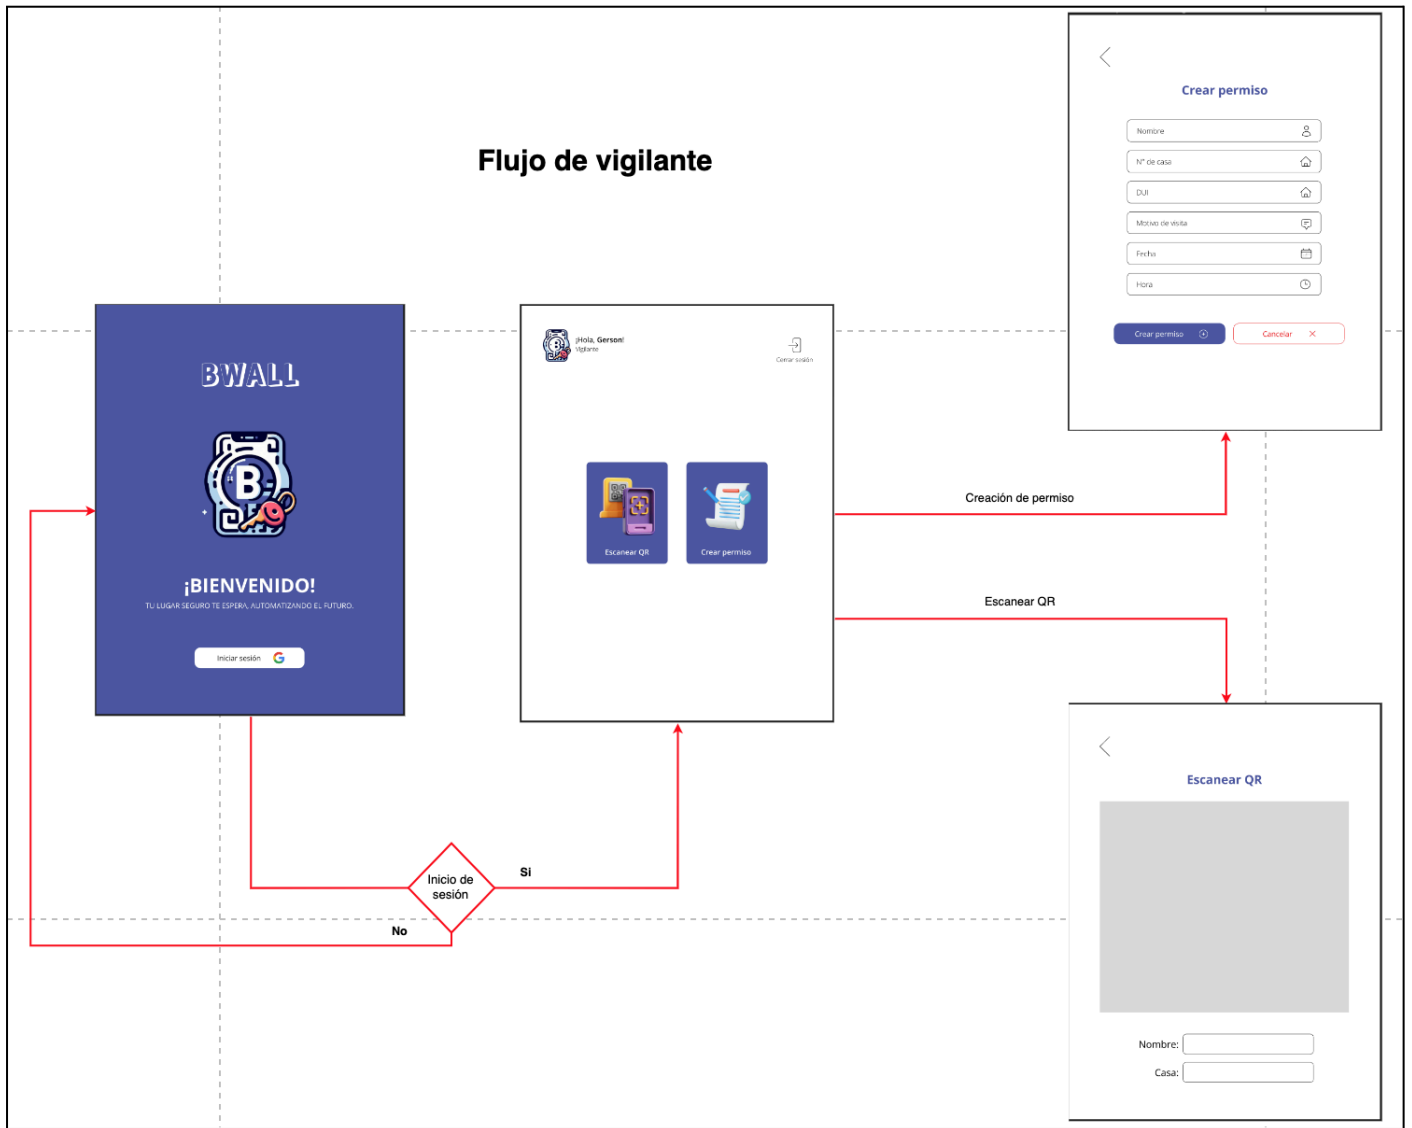 Flujo de vigilante
BWALL
B
¡BIENVENIDO!
TU LUGAR SEGURO TE ESPERA, AUTOMATIZANDO EL FUTURO.
Iniciar sesión G
Inicio de
sesión
Si
No
B
¡Hola, Gerson!
Vigilante
Cerrar sesión
Escanear QR
Crear permiso
Creación de permiso
Escanear QR
Crear permiso
Nombre
N° de casa
DUI
Motivo de visita
Fecha
Hora
Crear permiso
Cancelar
Escanear QR
Nombre:
Casa: